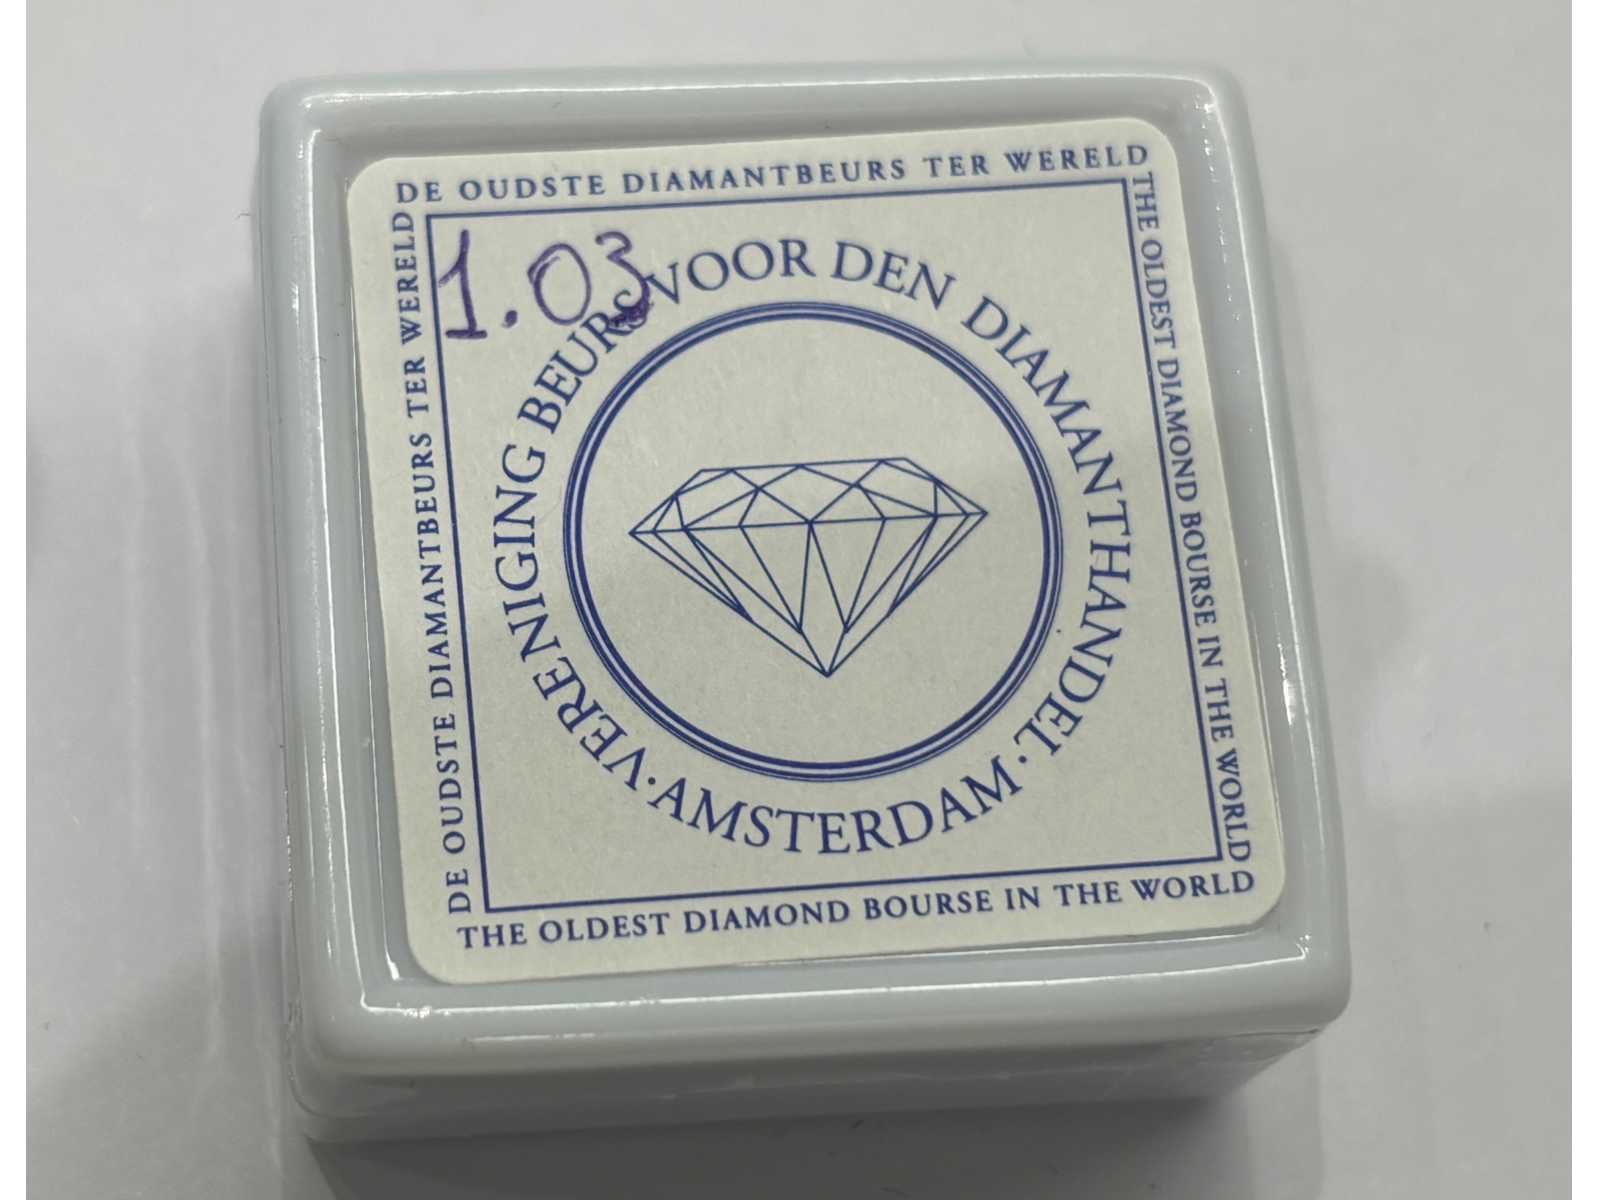 DE OUDSTE DIAMANTBEURS TER WERELD
DE OUDSTE DIAMANTBEURS TER WERELD
THE OLDEST DIAMOND BOURSE IN THE WORLD
1.03
VERENIGING BEURS VOOR DEN DIAMANTHANDEL
· AMSTERDAM ·
THE OLDEST DIAMOND BOURSE IN THE WORLD